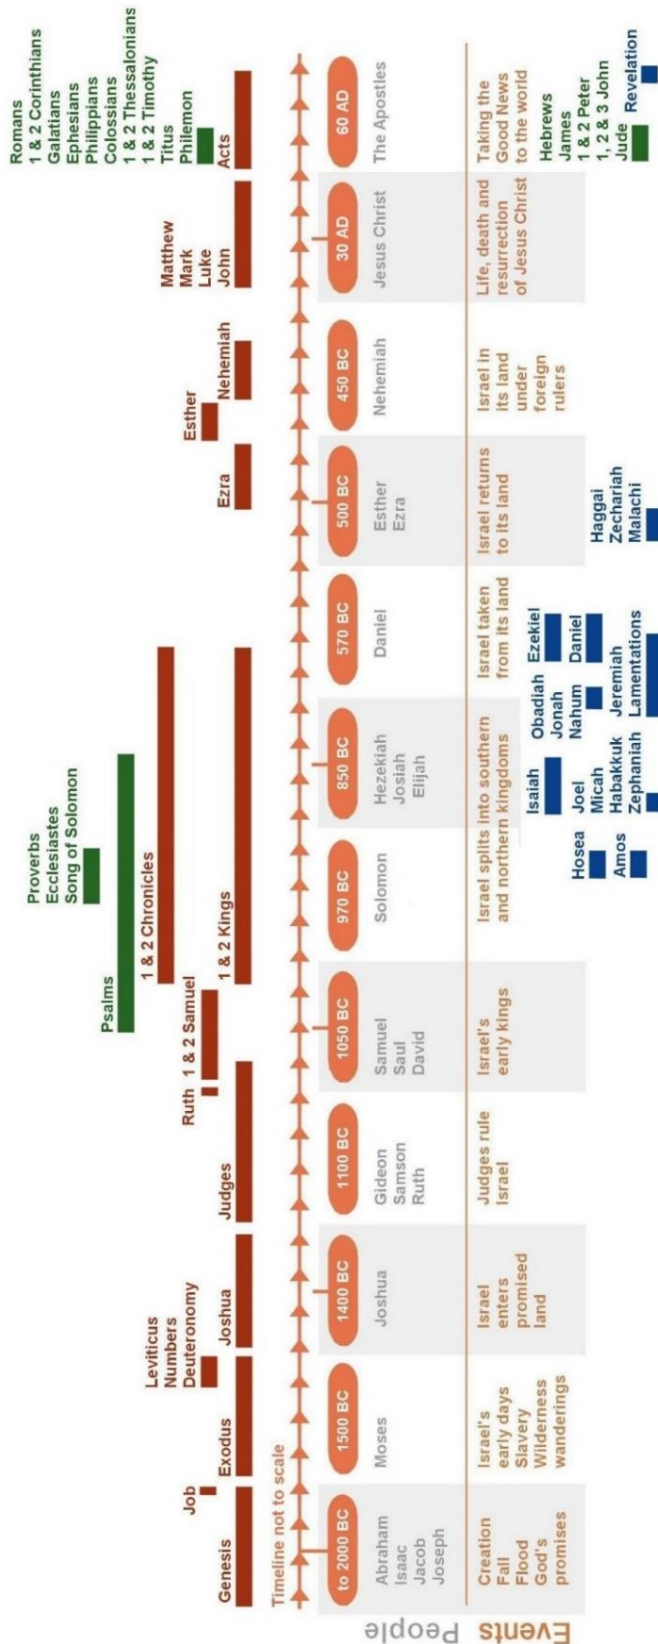 Proverbs
Ecclesiastes
Song of Solomon
Psalms
1 & 2 Chronicles
Romans
1 & 2 Corinthians
Galatians
Ephesians
Philippians
Colossians
1 & 2 Thessalonians
1 & 2 Timothy
Titus
Philemon
Leviticus
Numbers
Deuteronomy
Job
Ruth
1 & 2 Samuel
Esther
Matthew
Mark
Luke
John
Genesis
Exodus
Joshua
Judges
1 & 2 Kings
Ezra
Nehemiah
Acts
Timeline not to scale
to 2000 BC
1500 BC
1400 BC
1100 BC
1050 BC
970 BC
850 BC
570 BC
500 BC
450 BC
30 AD
60 AD
People
Abraham
Isaac
Jacob
Joseph
Moses
Joshua
Gideon
Samson
Ruth
Samuel
Saul
David
Solomon
Hezekiah
Josiah
Elijah
Daniel
Esther
Ezra
Nehemiah
Jesus Christ
The Apostles
Events
Creation
Fall
Flood
God's
promises
Israel's
early days
Slavery
Wilderness
wanderings
Israel
enters
promised
land
Judges rule
Israel
Israel's
early kings
Israel splits into southern
and northern kingdoms
Israel taken
from its land
Israel returns
to its land
Israel in
its land
under
foreign
rulers
Life, death and
resurrection
of Jesus Christ
Taking the
Good News
to the world
Hosea
Amos
Isaiah
Joel
Micah
Habakkuk
Zephaniah
Obadiah
Jonah
Nahum
Jeremiah
Lamentations
Ezekiel
Daniel
Haggai
Zechariah
Malachi
Hebrews
James
1 & 2 Peter
1, 2 & 3 John
Jude
Revelation